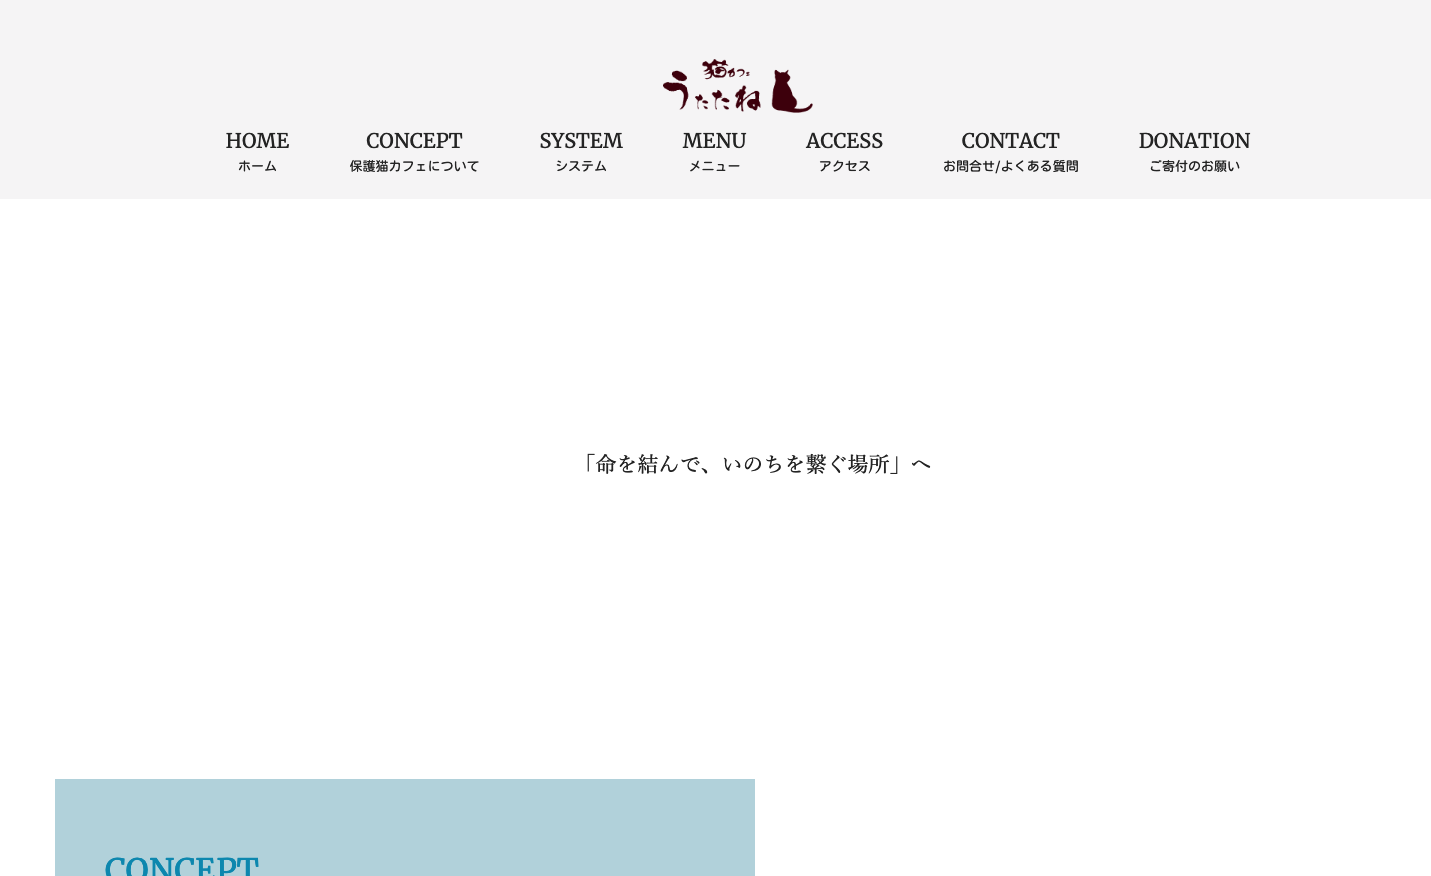 猫カフェ
うたたね
HOME
ホーム
CONCEPT
保護猫カフェについて
SYSTEM
システム
MENU
メニュー
ACCESS
アクセス
CONTACT
お問合せ/よくある質問
DONATION
ご寄付のお願い
「命を結んで、いのちを繋ぐ場所」へ
CONCEPT